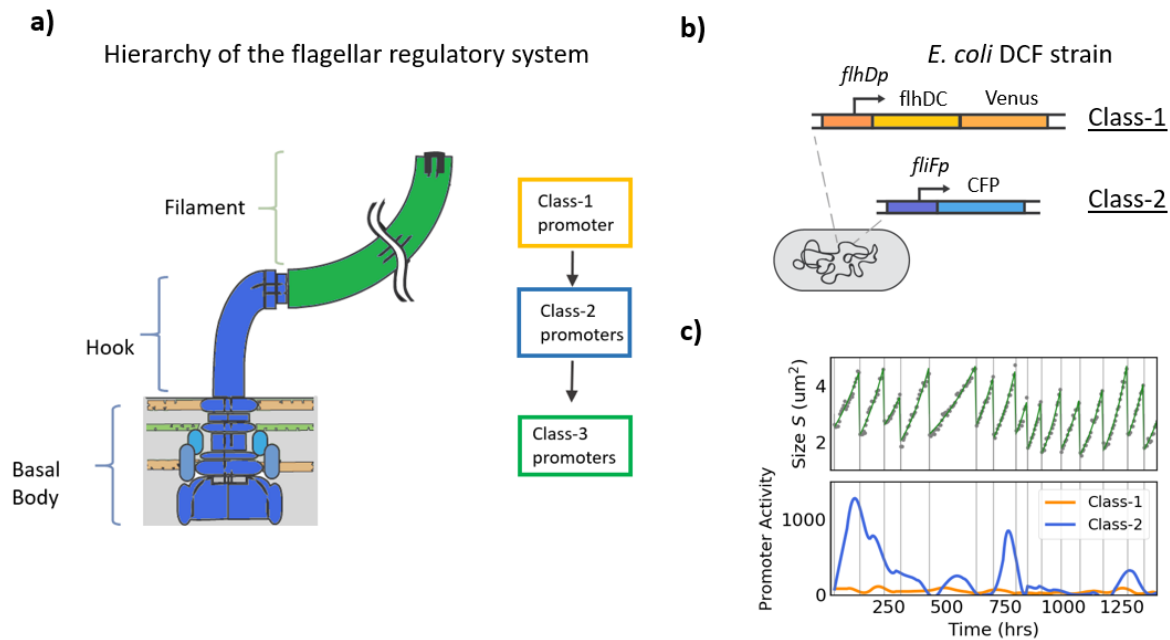 a)
Hierarchy of the flagellar regulatory system
Filament
Hook
Basal
Body
Class-1
promoter
Class-2
promoters
Class-3
promoters
b)
E. coli DCF strain
flhDp
flhDC
Venus
Class-1
fliFp
CFP
Class-2
c)
Size S (um²)
4
2
Promoter Activity
1000
0
Class-1
Class-2
250 500 750 1000 1250
Time (hrs)